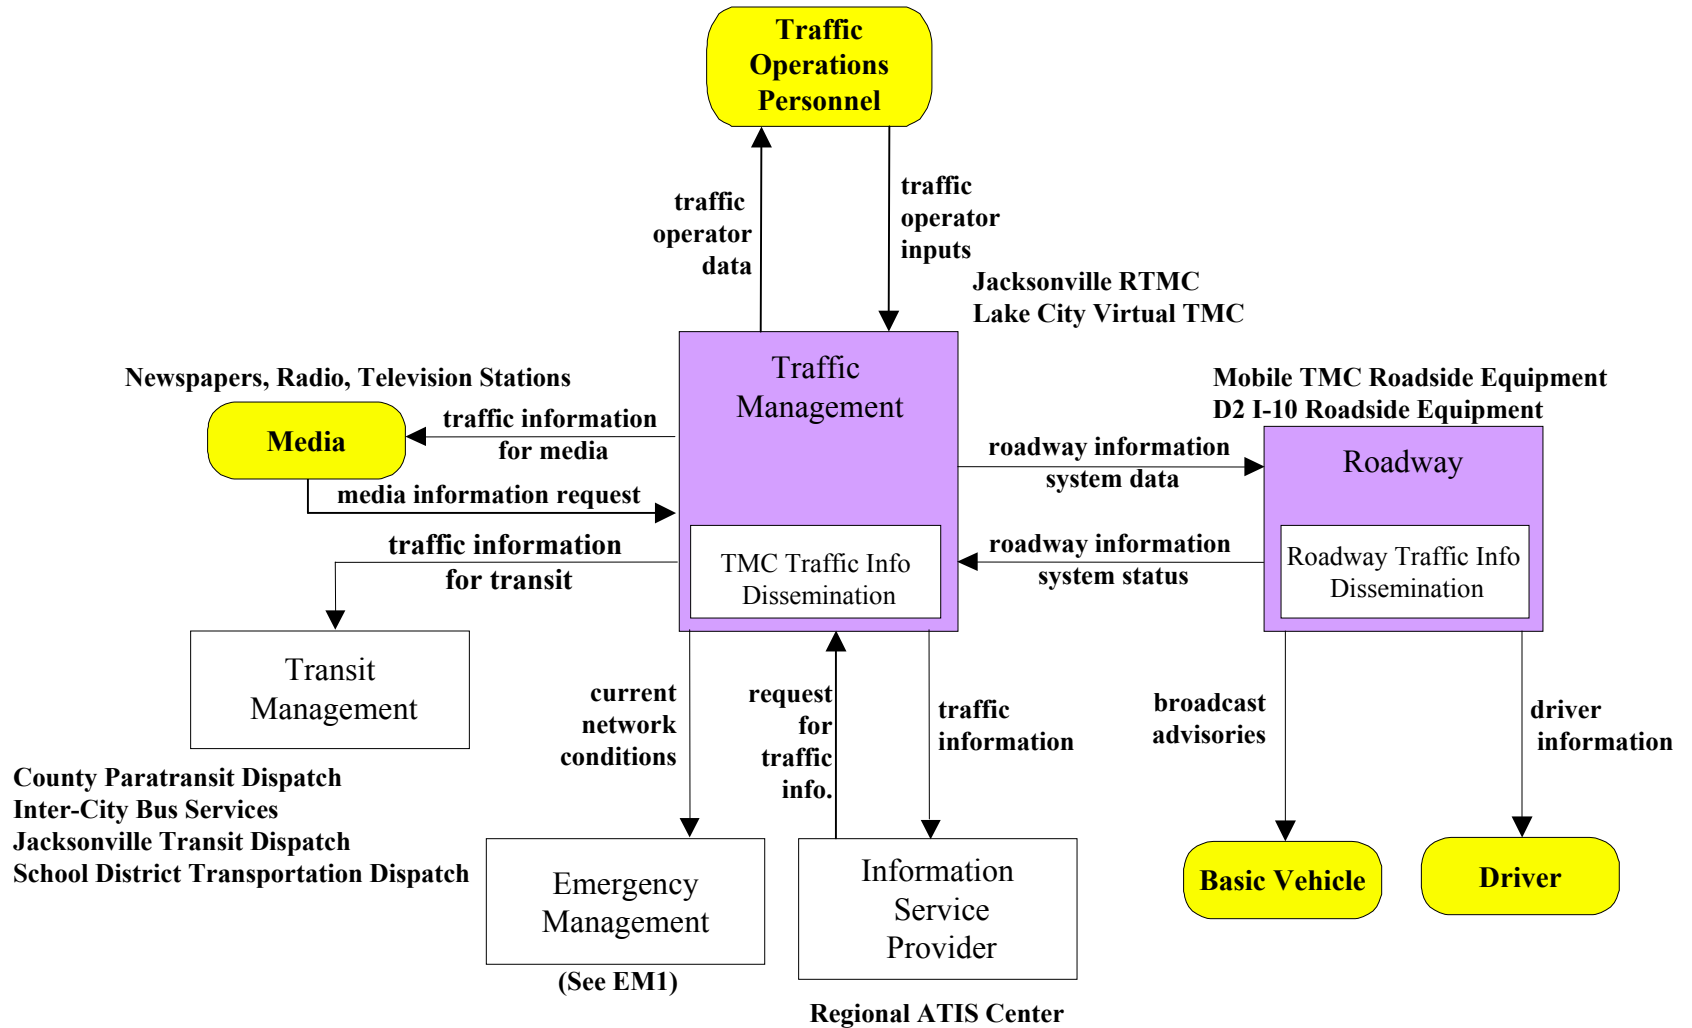 Traffic
Operations
Personnel
traffic
operator
data
traffic
operator
inputs
Jacksonville RTMC
Lake City Virtual TMC
Traffic
Management
Newspapers, Radio, Television Stations
Media
traffic information
for media
media information request
traffic information
for transit
Mobile TMC Roadside Equipment
D2 I-10 Roadside Equipment
Roadway
roadway information
system data
roadway information
system status
TMC Traffic Info
Dissemination
Roadway Traffic Info
Dissemination
Transit
Management
County Paratransit Dispatch
Inter-City Bus Services
Jacksonville Transit Dispatch
School District Transportation Dispatch
current
network
conditions
request
for
traffic
info.
traffic
information
broadcast
advisories
driver
information
Emergency
Management
(See EM1)
Information
Service
Provider
Regional ATIS Center
Basic Vehicle
Driver